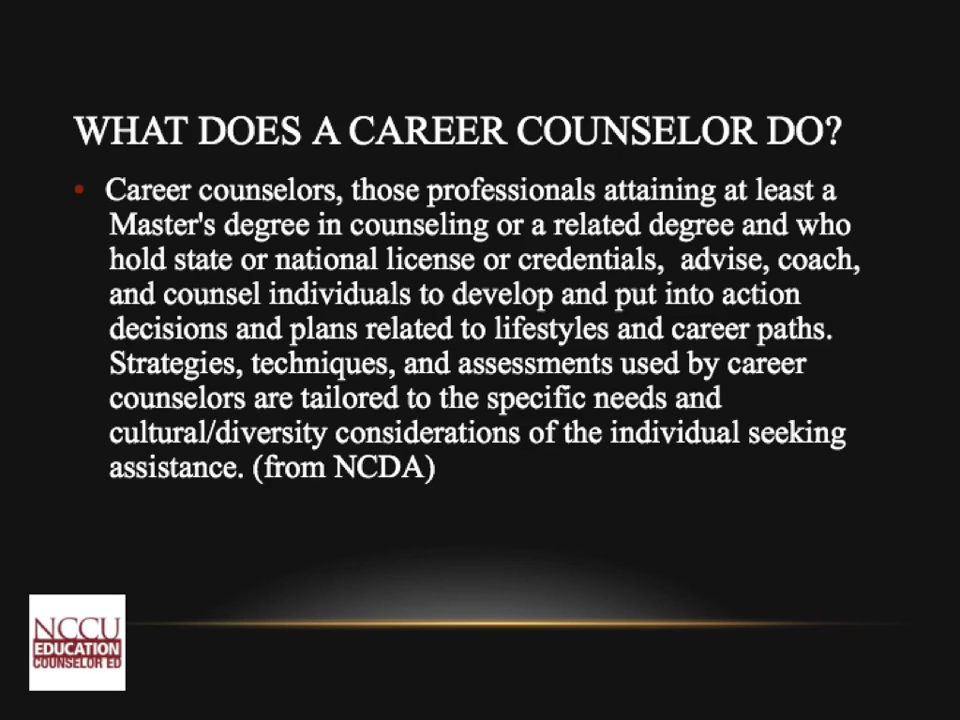 WHAT DOES A CAREER COUNSELOR DO?
• Career counselors, those professionals attaining at least a
Master's degree in counseling or a related degree and who
hold state or national license or credentials,  advise, coach,
and counsel individuals to develop and put into action
decisions and plans related to lifestyles and career paths.
Strategies, techniques, and assessments used by career
counselors are tailored to the specific needs and
cultural/diversity considerations of the individual seeking
assistance. (from NCDA)
NCCU
EDUCATION
COUNSELOR ED